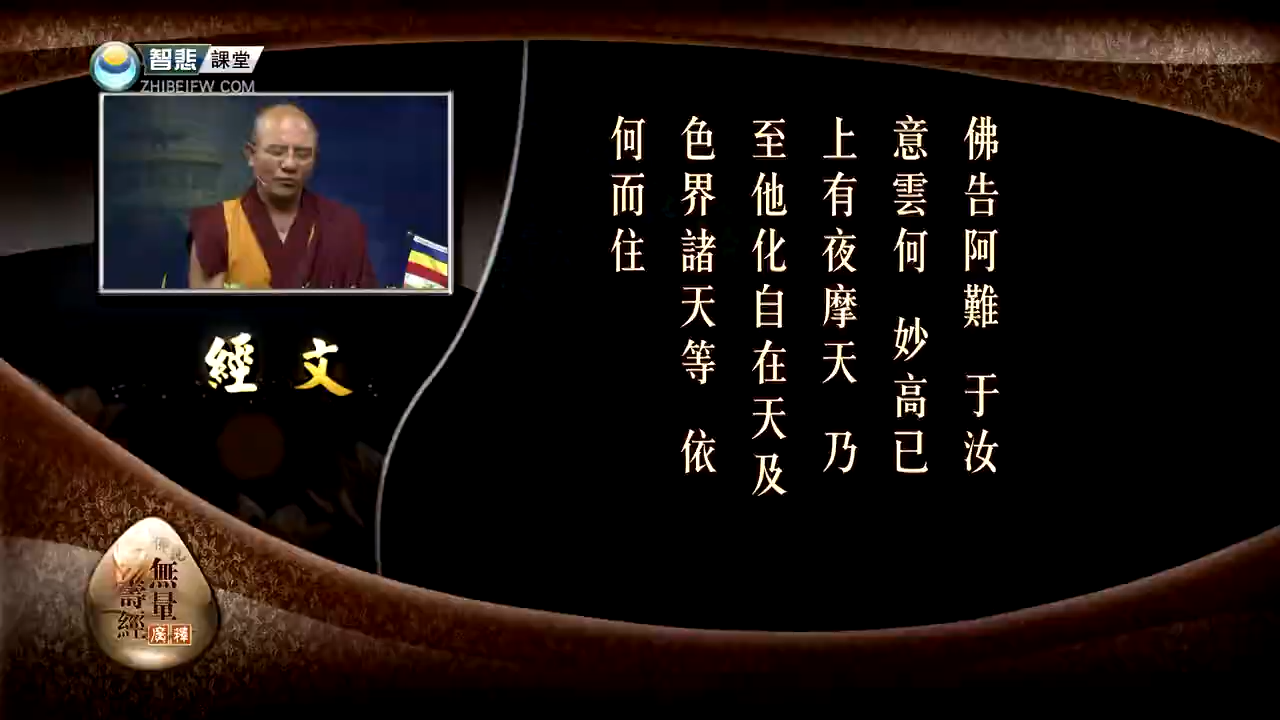 智悲課堂
ZHIBEIFW.COM
佛告阿難 于汝
意雲何 妙高已
上有夜摩天 乃
至他化自在天及
色界諸天等 依
何而住
經文
佛說
無量
壽經
廣釋